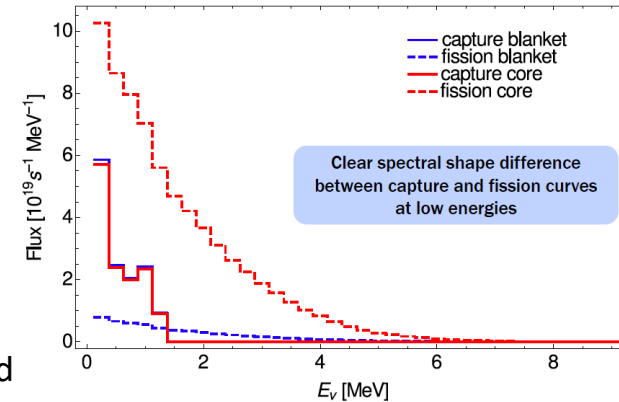 10
8
6
4
2
0
Flux [10¹⁹s⁻¹ MeV⁻¹]
capture blanket
fission blanket
capture core
fission core
Clear spectral shape difference
between capture and fission curves
at low energies
0 2 4 6 8
Eᵥ [MeV]
d